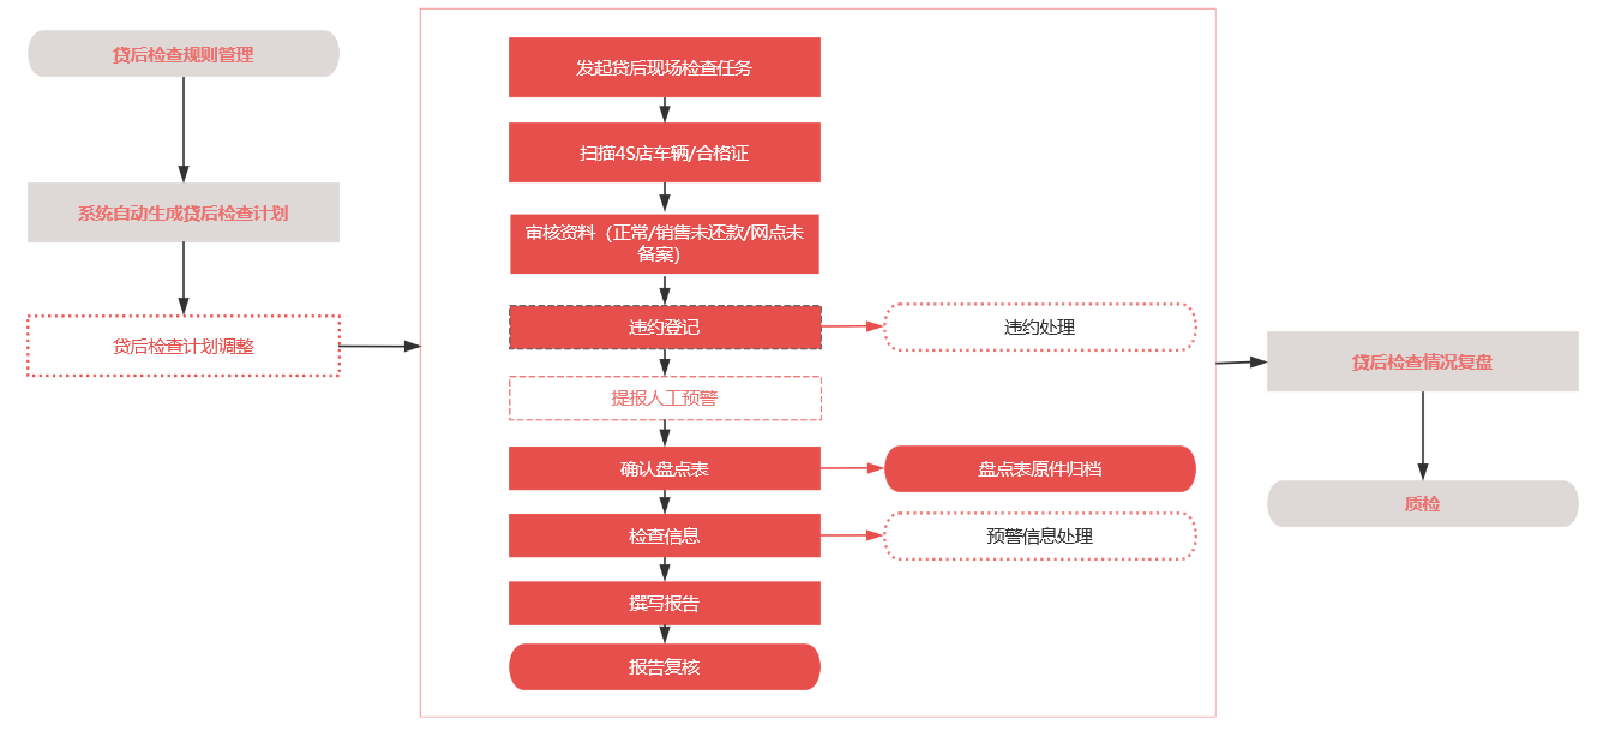 贷后检查规则管理
系统自动生成贷后检查计划
贷后检查计划调整
发起贷后现场检查任务
扫描4S店车辆/合格证
审核资料（正常/销售未还款/网点未
备案）
违约登记
违约处理
提报人工预警
确认盘点表
盘点表原件归档
检查信息
预警信息处理
撰写报告
报告复核
贷后检查情况复盘
质检